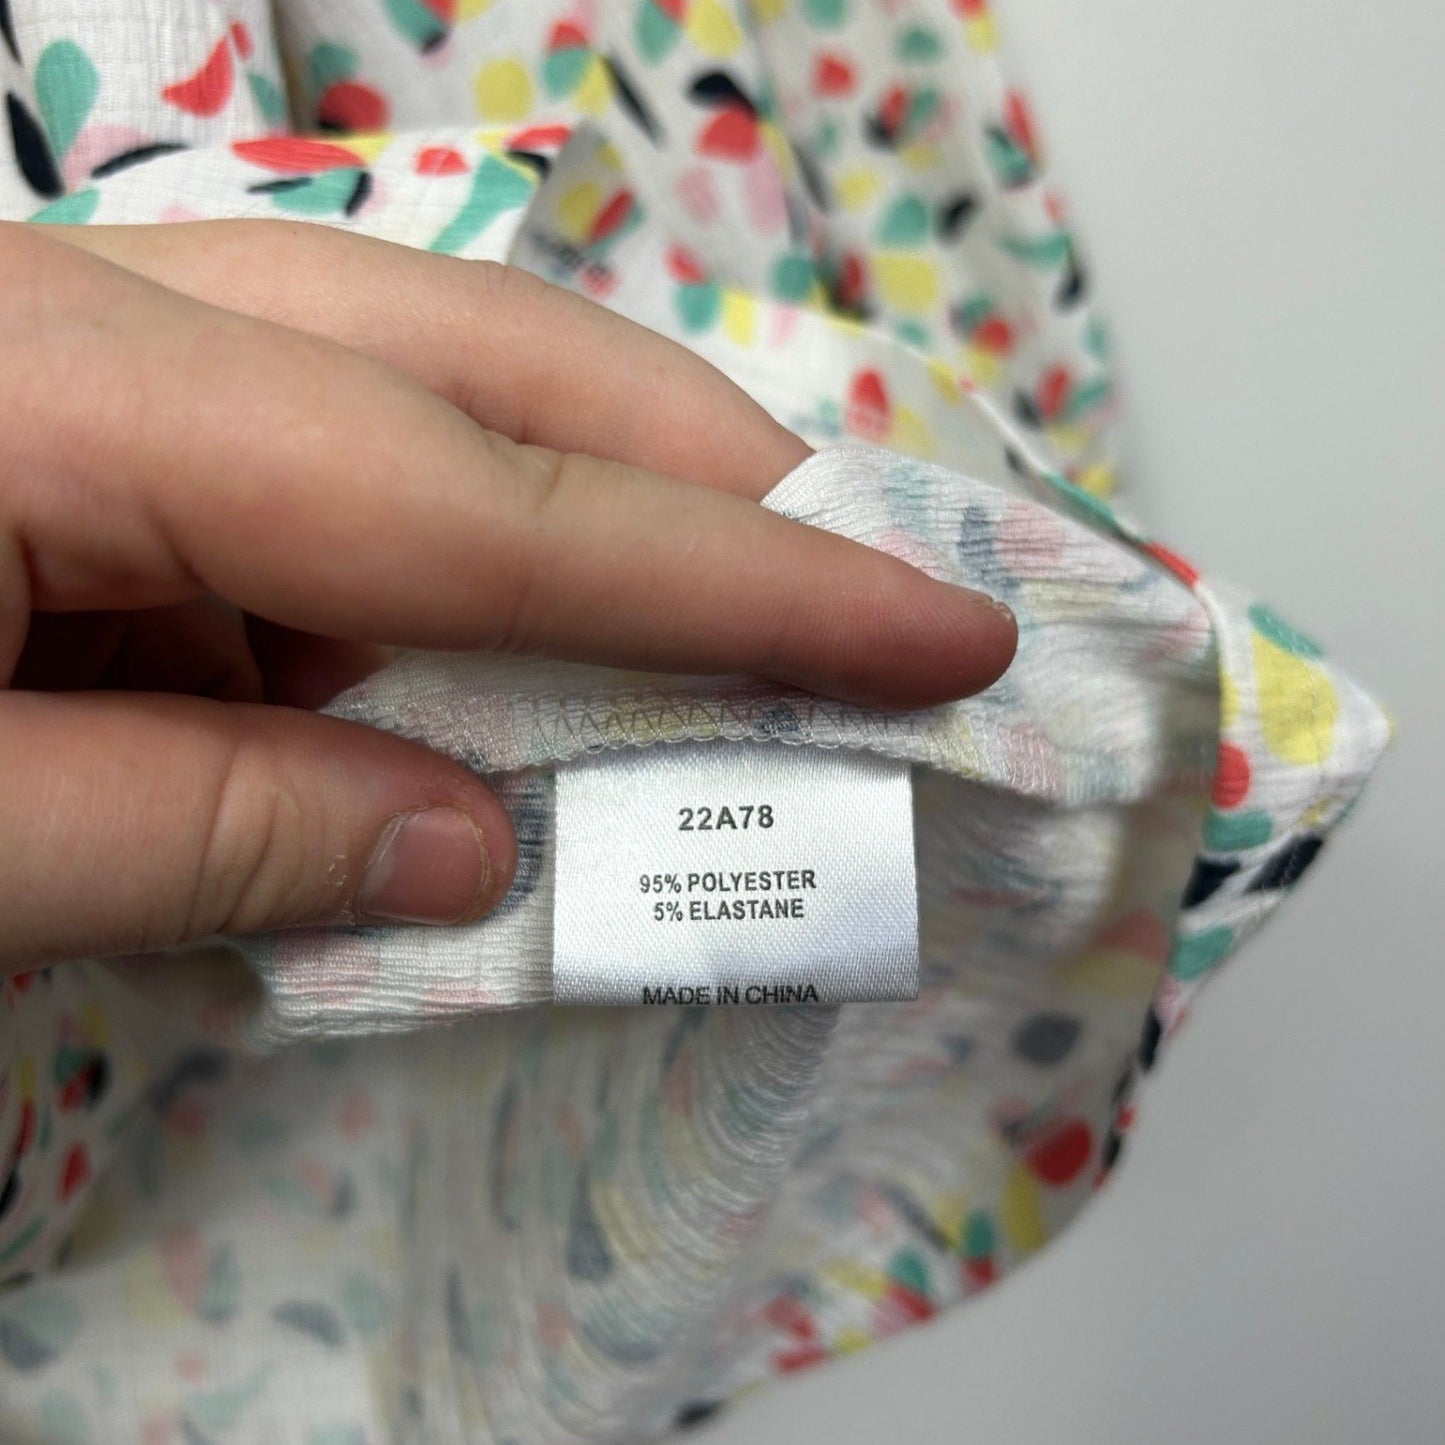 22A78
95% POLYESTER
5% ELASTANE
MADE IN CHINA